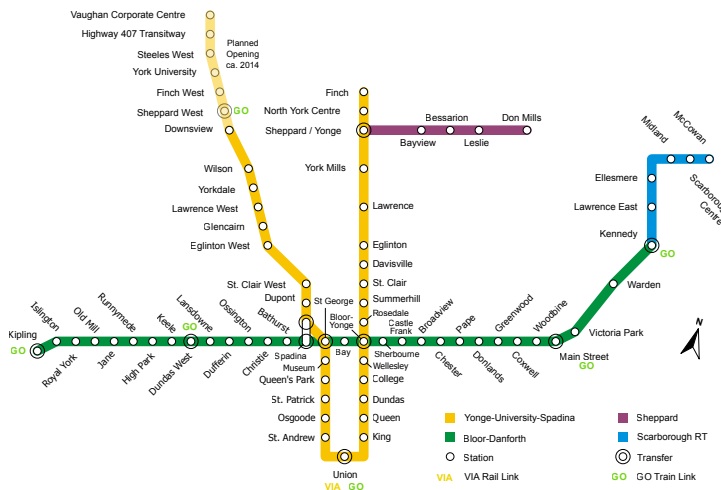 Vaughan Corporate Centre
Highway 407 Transitway
Steeles West
York University
Finch West
Sheppard West
GO
Downsview
Planned
Opening
ca. 2014
Wilson
Yorkdale
Lawrence West
Glencairn
Eglinton West
St. Clair West
Dupont
Finch
North York Centre
Sheppard / Yonge
York Mills
Lawrence
Eglinton
Davisville
St. Clair
Summerhill
Rosedale
Bessarion
Don Mills
Bayview
Leslie
Midland
McCowan
Scarborough
Centre
Ellesmere
Lawrence East
Kennedy
GO
Warden
Victoria Park
Kipling
GO
Islington
Royal York
Old Mill
Jane
Runnymede
High Park
Keele
Dundas West
GO
Lansdowne
Dufferin
Ossington
Christie
Bathurst
Spadina
St George
Bay
Bloor-
Yonge
Sherbourne
Castle
Frank
Broadview
Chester
Pape
Donlands
Greenwood
Coxwell
Woodbine
Main Street
GO
Museum
Queen's Park
St. Patrick
Osgoode
St. Andrew
Wellesley
College
Dundas
Queen
King
Union
VIA GO
N
Yonge-University-Spadina
Bloor-Danforth
Station
VIA VIA Rail Link
Sheppard
Scarborough RT
Transfer
GO GO Train Link